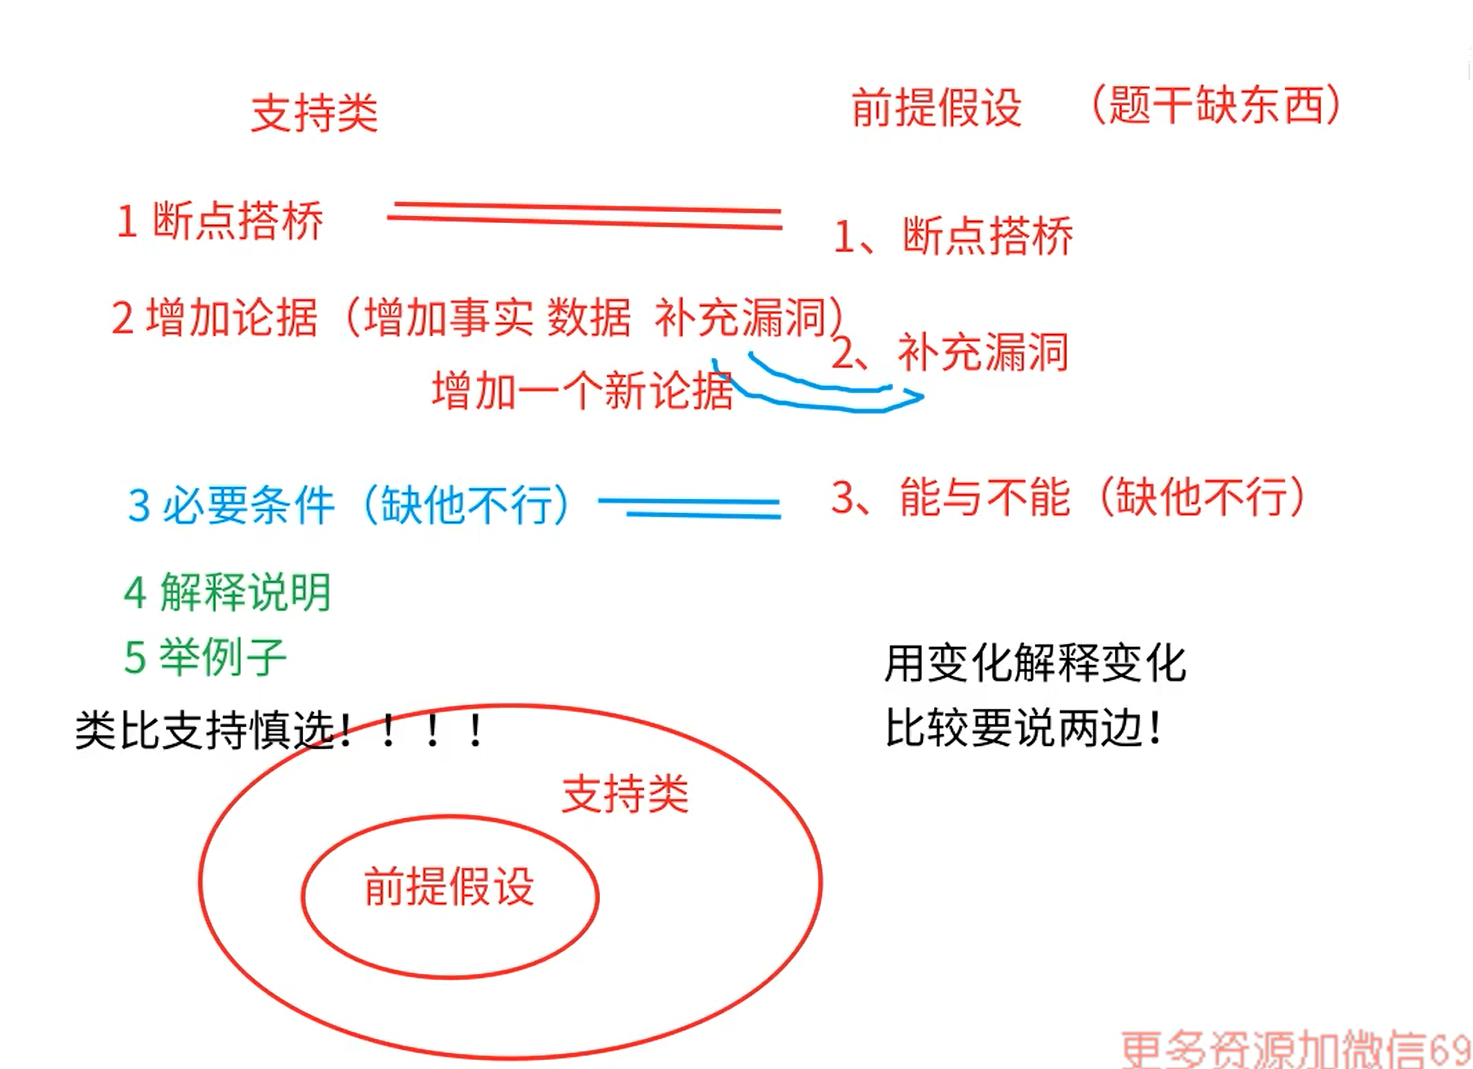 支持类
前提假设 （题干缺东西）
1 断点搭桥
1、断点搭桥
2 增加论据（增加事实 数据 补充漏洞）
2、补充漏洞
增加一个新论据
3 必要条件（缺他不行）
3、能与不能（缺他不行）
4 解释说明
5 举例子
用变化解释变化
类比支持慎选！！！！
比较要说两边！
支持类
前提假设
更多资源加微信69